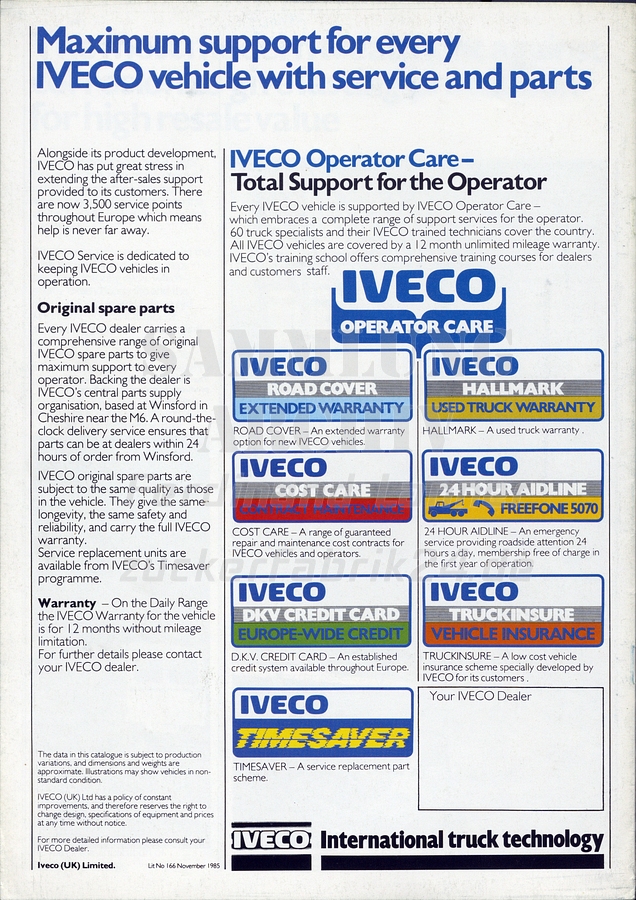 Maximum support for every
IVECO vehicle with service and parts
Alongside its product development,
IVECO has put great stress in
extending the after-sales support
provided to its customers. There
are now 3,500 service points
throughout Europe which means
help is never far away.
IVECO Service is dedicated to
keeping IVECO vehicles in
operation.
Original spare parts
Every IVECO dealer carries a
comprehensive range of original
IVECO spare parts to give
maximum support to every
operator. Backing the dealer is
IVECO's central parts supply
organisation, based at Winsford in
Cheshire near the M6. A round-the-
clock delivery service ensures that
parts can be at dealers within 24
hours of order from Winsford.
IVECO original spare parts are
subject to the same quality as those
in the vehicle. They give the same
longevity, the same safety and
reliability, and carry the full IVECO
warranty.
Service replacement units are
available from IVECO's Timesaver
programme.
Warranty – On the Daily Range
the IVECO Warranty for the vehicle
is for 12 months without mileage
limitation.
For further details please contact
your IVECO dealer.
The data in this catalogue is subject to production
variations, and dimensions and weights are
approximate. Illustrations may show vehicles in non-
standard condition.
IVECO (UK) Ltd has a policy of constant
improvements, and therefore reserves the right to
change design, specifications of equipment and prices
at any time without notice.
For more detailed information please consult your
IVECO Dealer.
Iveco (UK) Limited. Lit No 166 November 1985
IVECO Operator Care –
Total Support for the Operator
Every IVECO vehicle is supported by IVECO Operator Care –
which embraces a complete range of support services for the operator.
60 truck specialists and their IVECO trained technicians cover the country.
All IVECO vehicles are covered by a 12 month unlimited mileage warranty.
IVECO's training school offers comprehensive training courses for dealers
and customers staff.
IVECO
OPERATOR CARE
IVECO
ROAD COVER
EXTENDED WARRANTY
ROAD COVER – An extended warranty
option for new IVECO vehicles.
IVECO
HALLMARK
USED TRUCK WARRANTY
HALLMARK – A used truck warranty .
IVECO
COST CARE
CONTRACT MAINTENANCE
COST CARE – A range of guaranteed
repair and maintenance cost contracts for
IVECO vehicles and operators.
IVECO
24 HOUR AIDLINE
FREEFONE 5070
24 HOUR AIDLINE – An emergency
service providing roadside attention 24
hours a day, membership free of charge in
the first year of operation.
IVECO
DKV CREDIT CARD
EUROPE-WIDE CREDIT
D.K.V. CREDIT CARD – An established
credit system available throughout Europe.
IVECO
TRUCKINSURE
VEHICLE INSURANCE
TRUCKINSURE – A low cost vehicle
insurance scheme specially developed by
IVECO for its customers .
IVECO
TIMESAVER
TIMESAVER – A service replacement part
scheme.
Your IVECO Dealer
IVECO International truck technology
SAMMLUNG